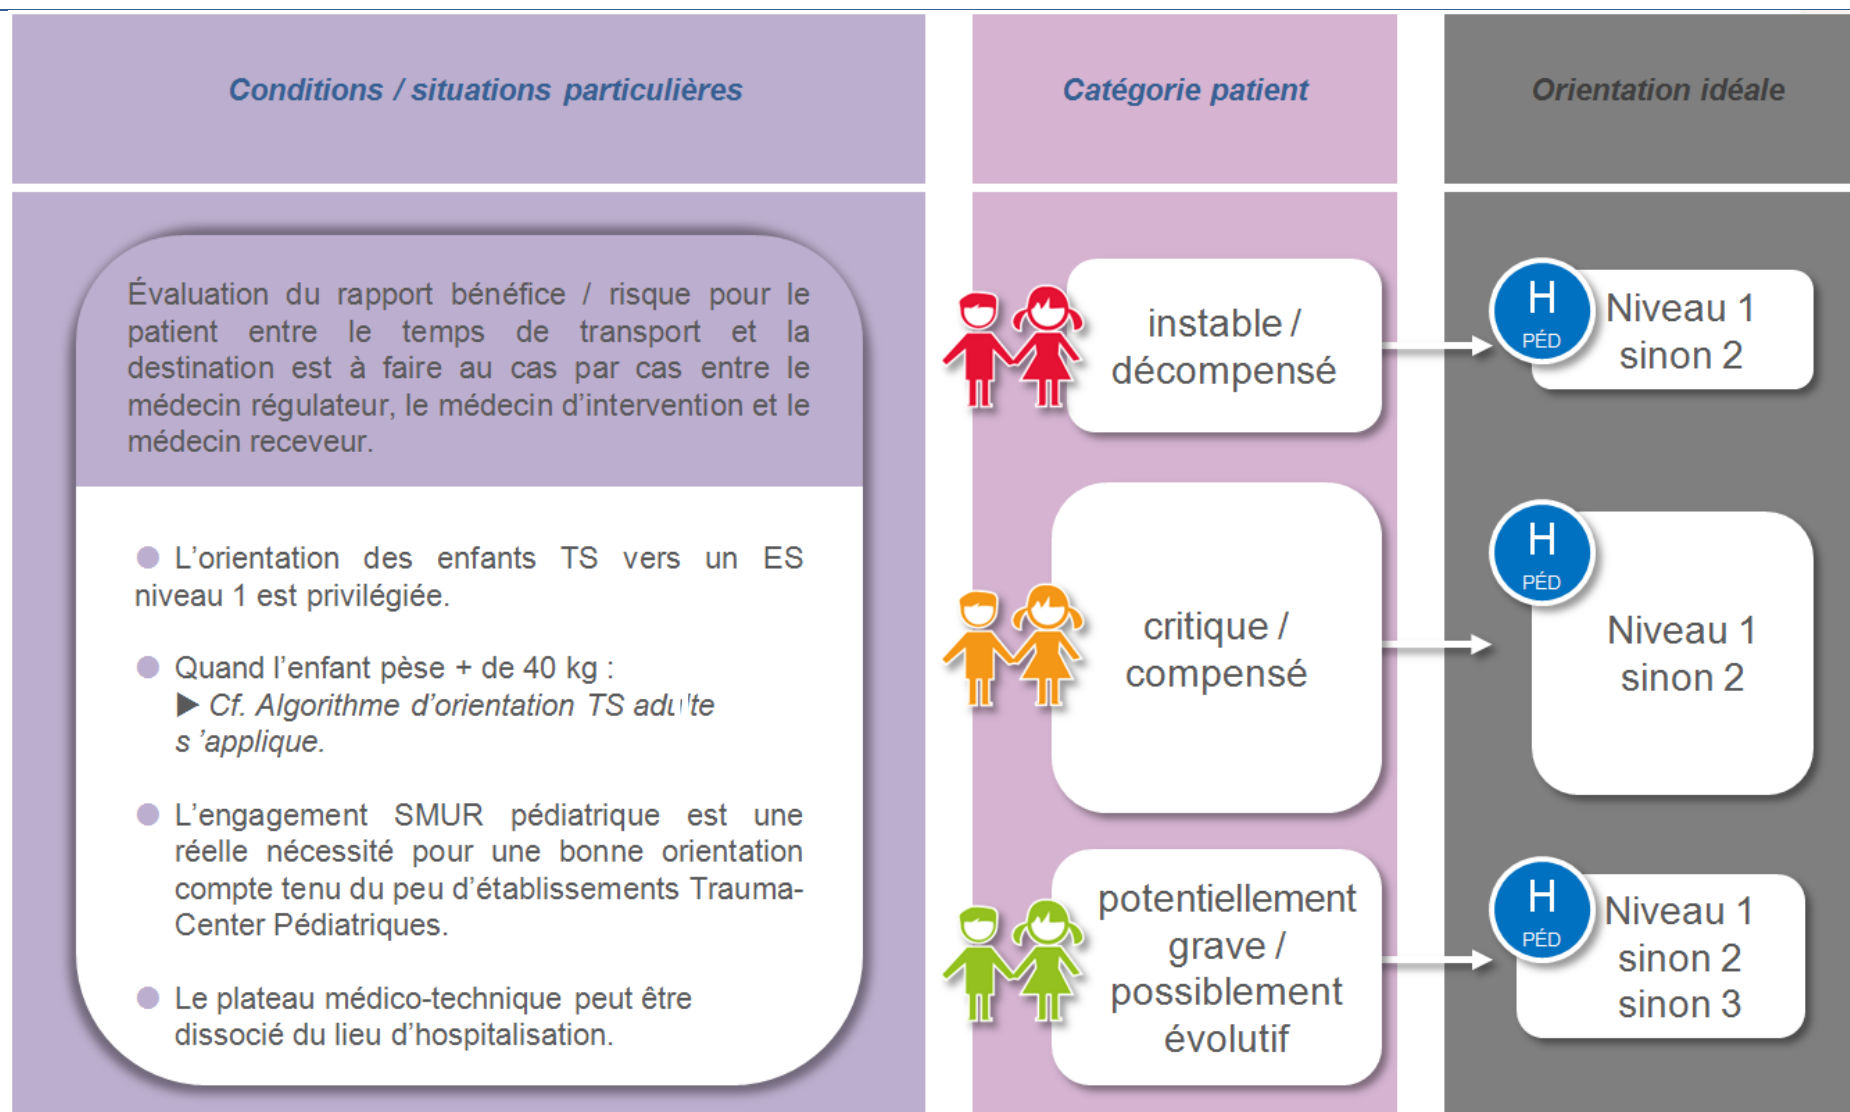 Conditions / situations particulières
Catégorie patient
Orientation idéale
Évaluation du rapport bénéfice / risque pour le
patient entre le temps de transport et la
destination est à faire au cas par cas entre le
médecin régulateur, le médecin d'intervention et le
médecin receveur.
● L'orientation des enfants TS vers un ES
niveau 1 est privilégiée.
● Quand l'enfant pèse + de 40 kg :
▶ Cf. Algorithme d'orientation TS adulte
s 'applique.
● L'engagement SMUR pédiatrique est une
réelle nécessité pour une bonne orientation
compte tenu du peu d'établissements Trauma-
Center Pédiatriques.
● Le plateau médico-technique peut être
dissocié du lieu d'hospitalisation.
instable /
décompensé
H
PÉD
Niveau 1
sinon 2
critique /
compensé
H
PÉD
Niveau 1
sinon 2
potentiellement
grave /
possiblement
évolutif
H
PÉD
Niveau 1
sinon 2
sinon 3